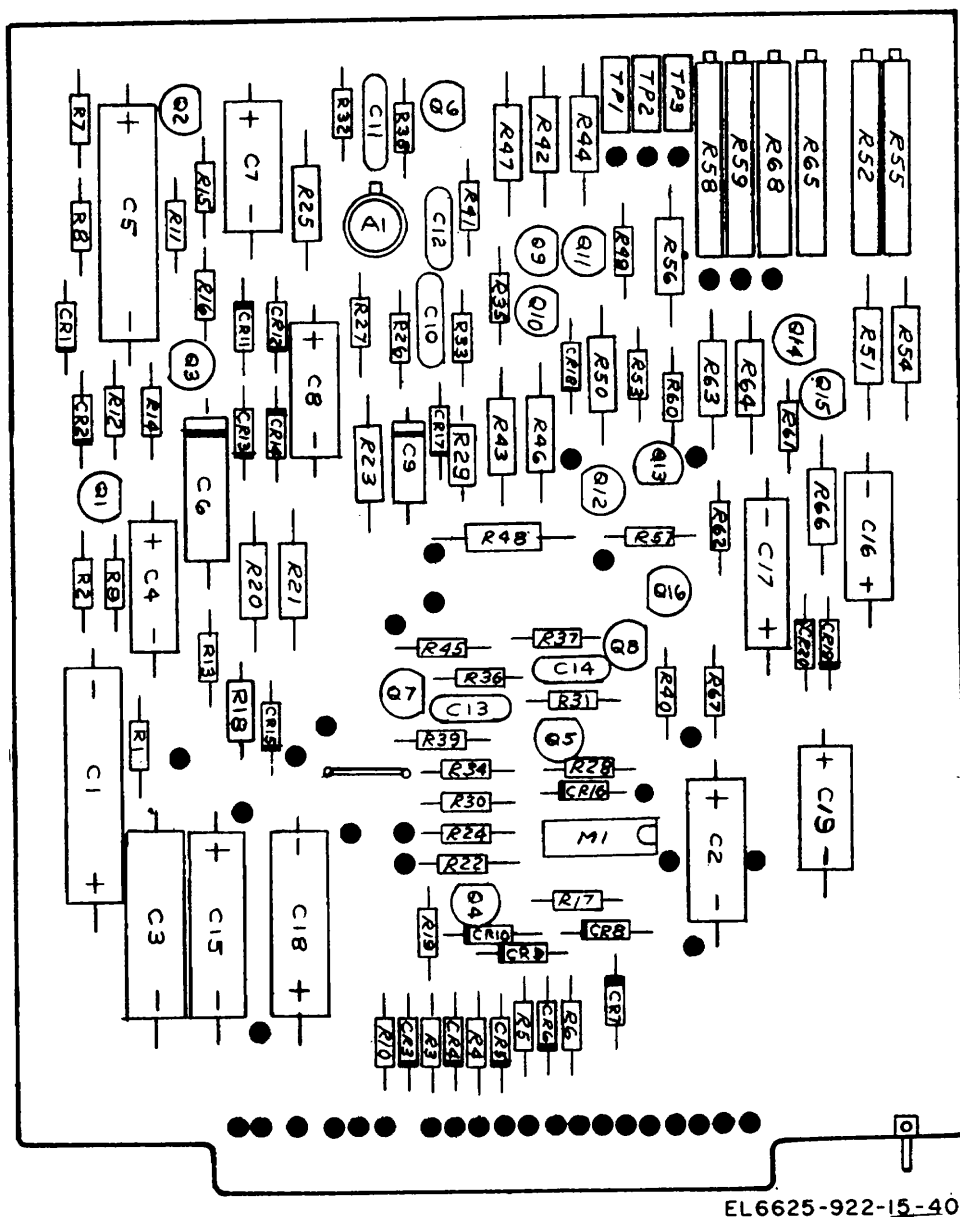 R7
Q2
C5
+
-
R8
R11
R15
R16
C7
+
-
R25
R32
C11
R38
Q6
A1
C12
R41
R47
R42
R44
TP1
TP2
TP3
R58
R59
R68
R65
R52
R55
Q9
Q11
Q10
R49
R56
R35
CR1
CR11
CR12
R27
R26
C10
R33
C8
+
-
Q3
CR2
R12
R14
CR13
CR14
CR18
R50
R53
R60
R63
R64
Q14
Q15
R51
R54
R61
C6
R23
C9
CR17
R29
R43
R46
Q12
Q13
Q1
C4
+
-
R2
R9
R20
R21
R48
R57
R62
C17
-
+
R66
C16
-
+
Q16
R13
R45
R37
Q8
C14
R36
Q7
C13
R31
R40
R67
CR20
CR19
R18
CR15
R1
C1
-
+
R39
Q5
R34
R28
CR16
R30
R24
M1
R22
C2
+
-
C19
+
-
C3
+
-
C15
+
-
C18
-
+
Q4
R17
R19
CR10
CR8
CR9
CR7
R10
CR3
R3
CR4
R4
CR5
R5
CR6
R6
EL6625-922-15-40